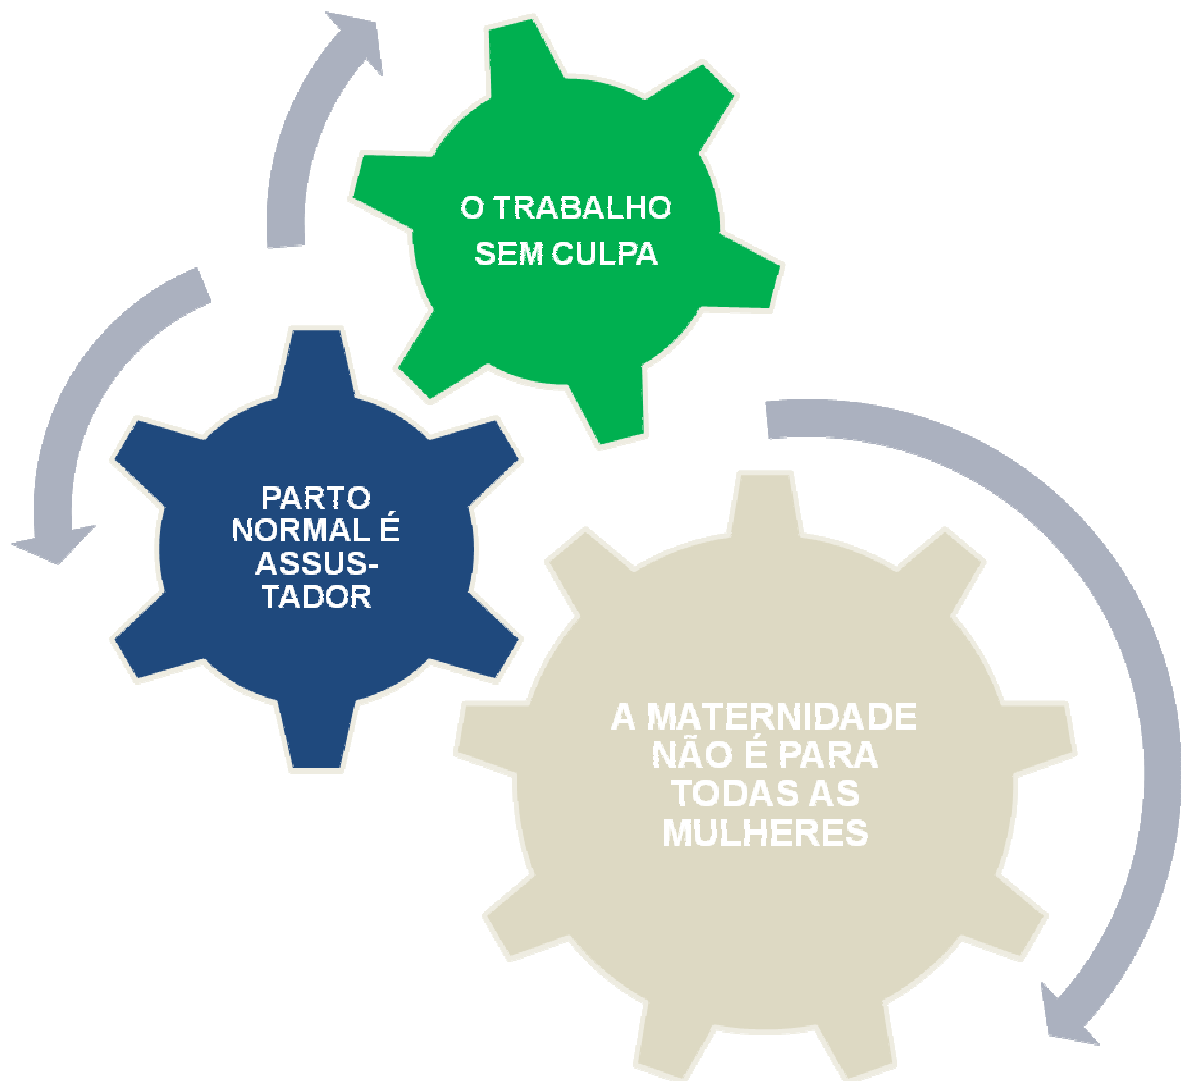 O TRABALHO
SEM CULPA
PARTO
NORMAL É
ASSUS-
TADOR
A MATERNIDADE
NÃO É PARA
TODAS AS
MULHERES